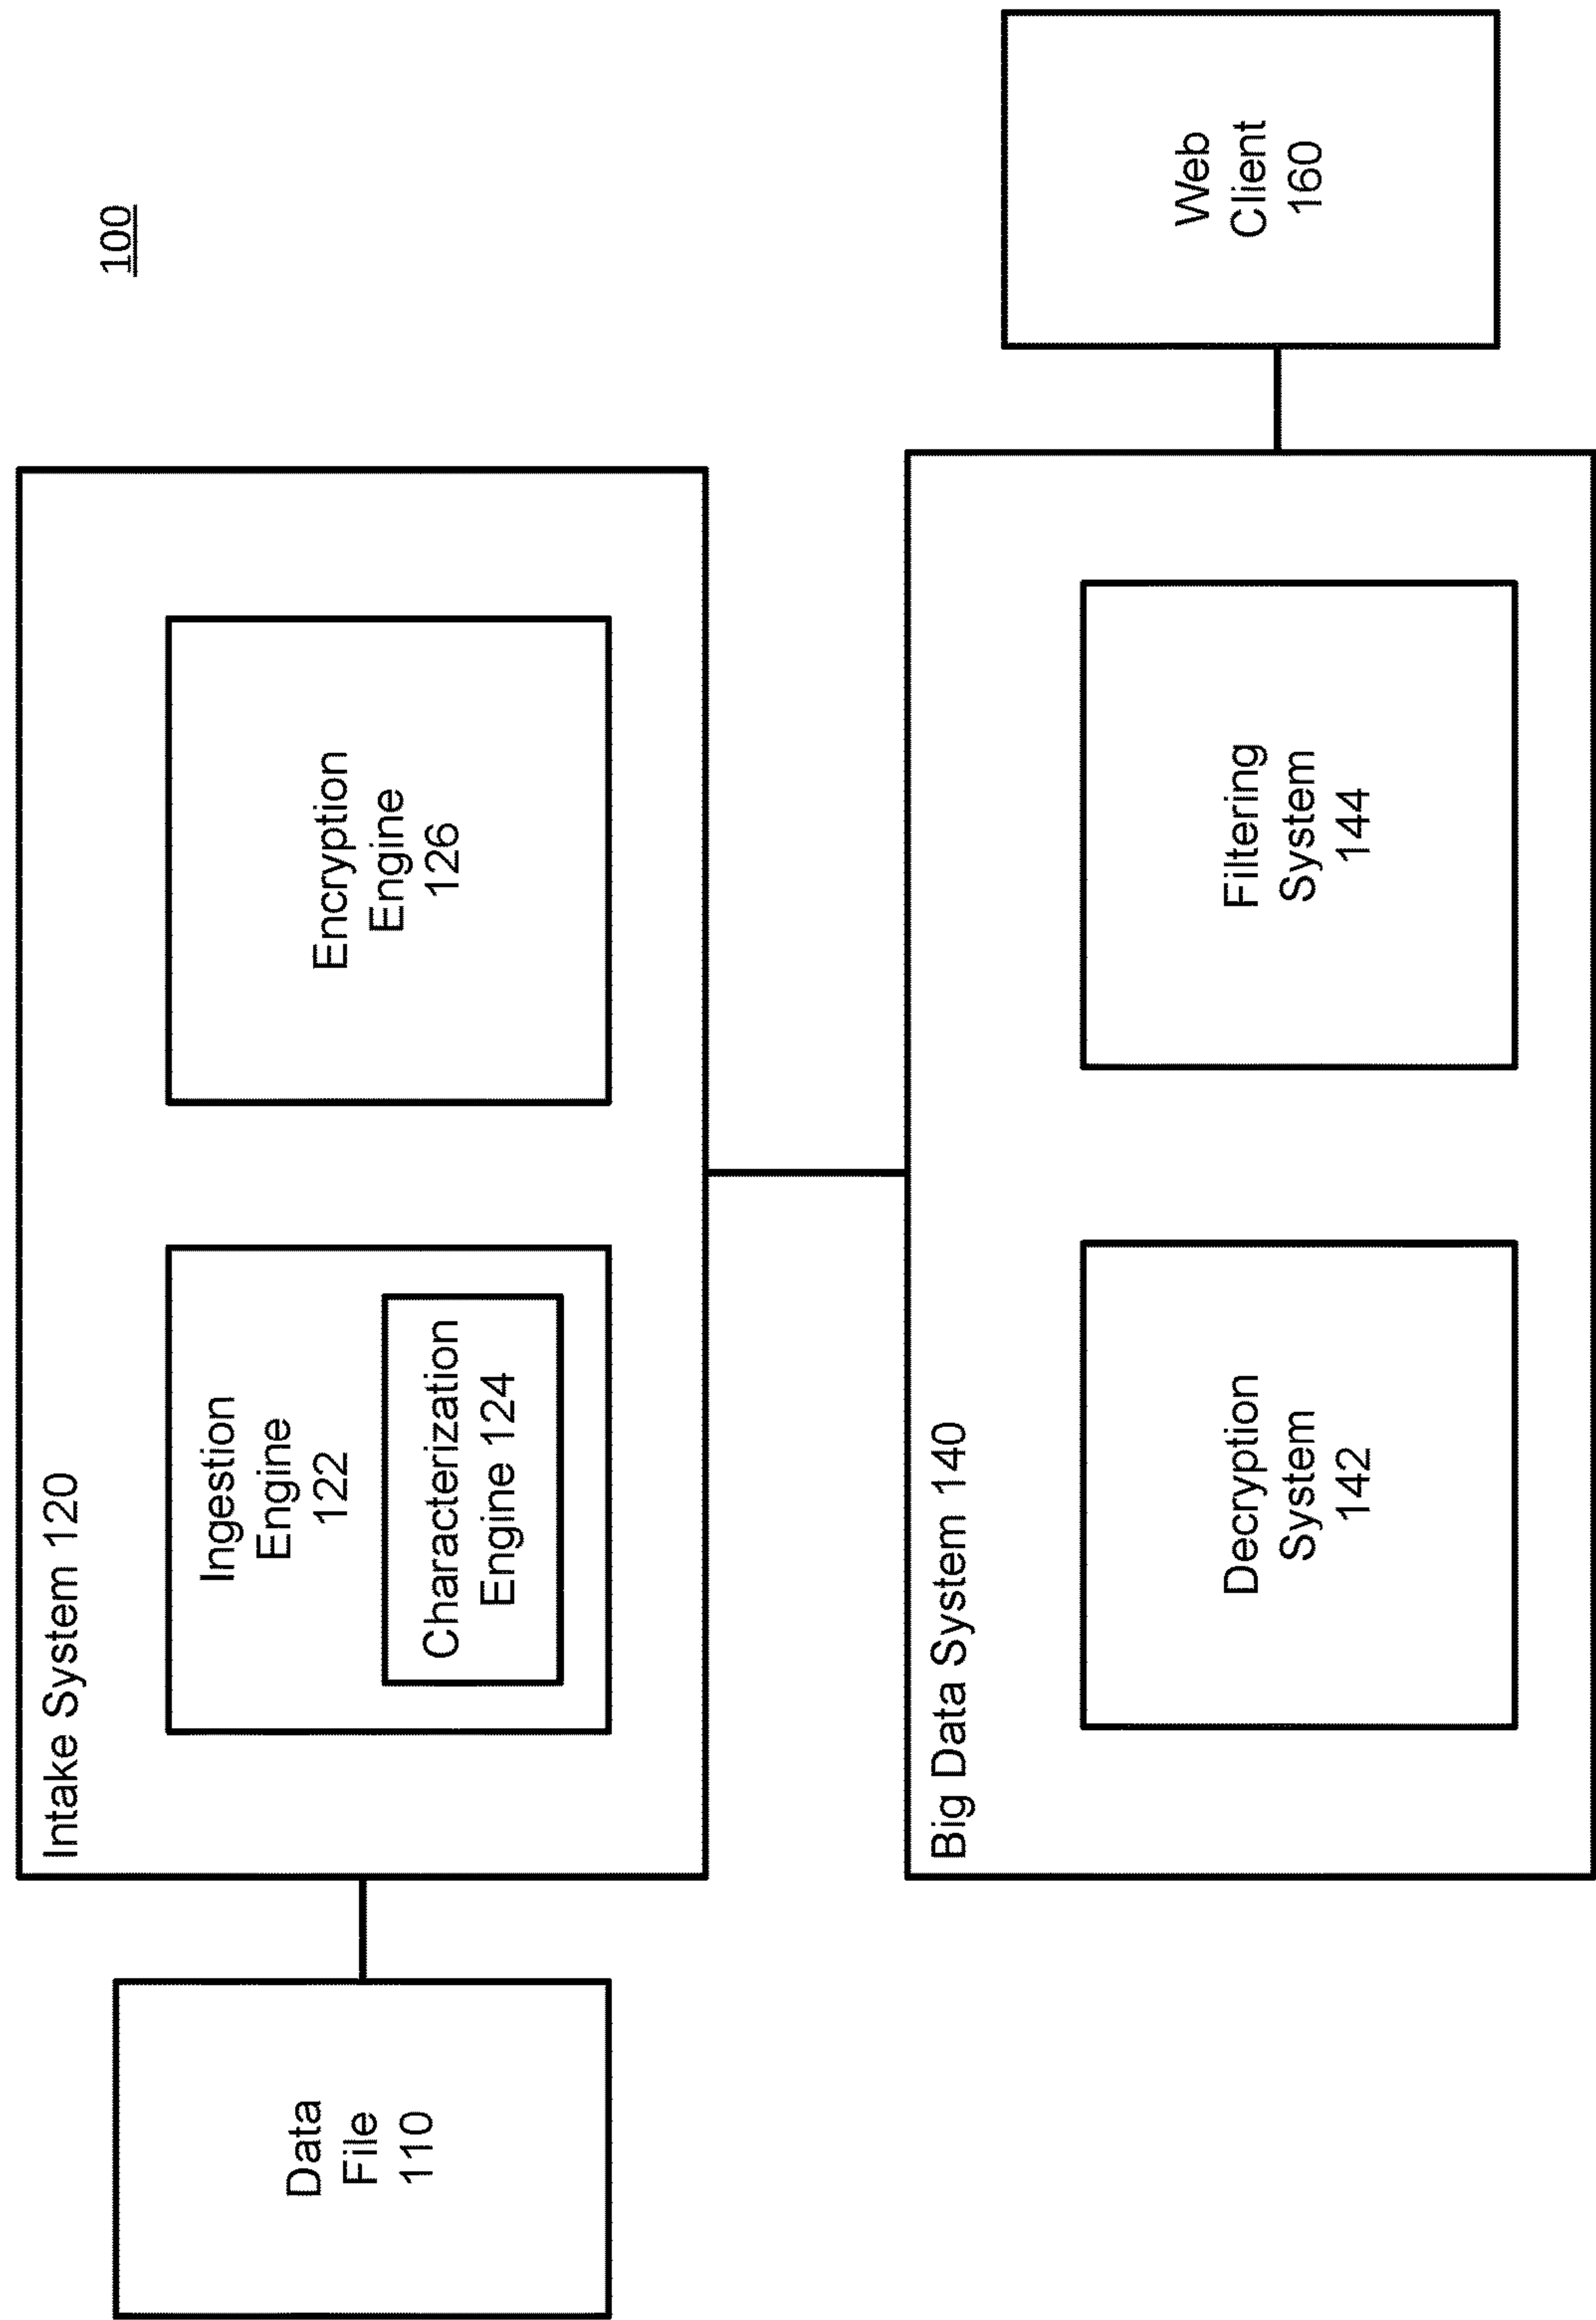 100
Intake System 120
Data
File
110
Ingestion
Engine
122
Characterization
Engine 124
Encryption
Engine
126
Big Data System 140
Decryption
System
142
Filtering
System
144
Web
Client
160